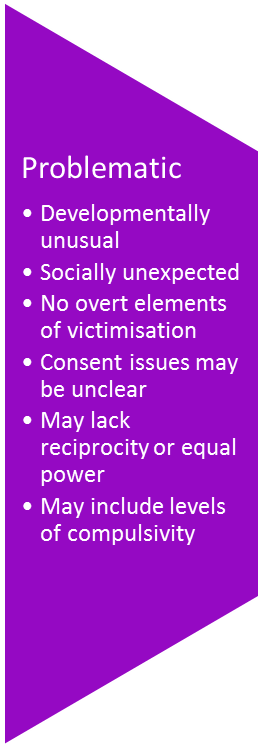 Problematic
• Developmentally
unusual
• Socially unexpected
• No overt elements
of victimisation
• Consent issues may
be unclear
• May lack
reciprocity or equal
power
• May include levels
of compulsivity